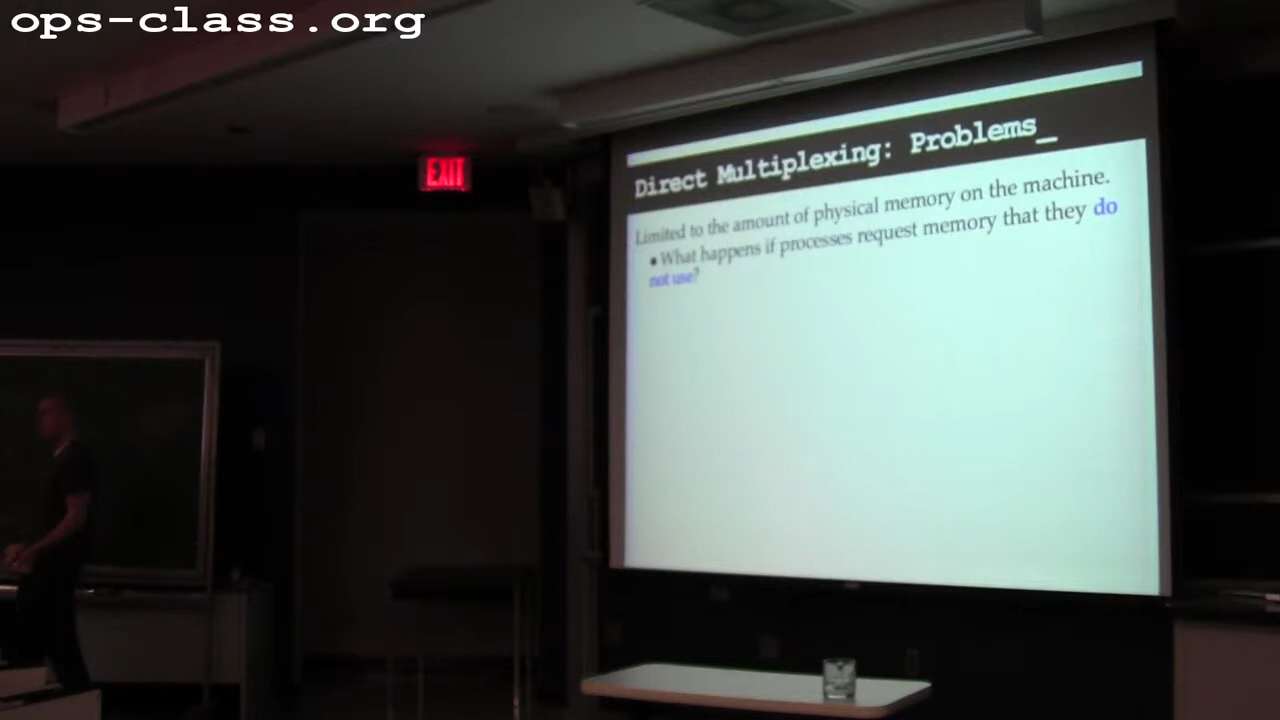 ops-class.org
EXIT
Direct Multiplexing: Problems_
Limited to the amount of physical memory on the machine.
• What happens if processes request memory that they do
not use?